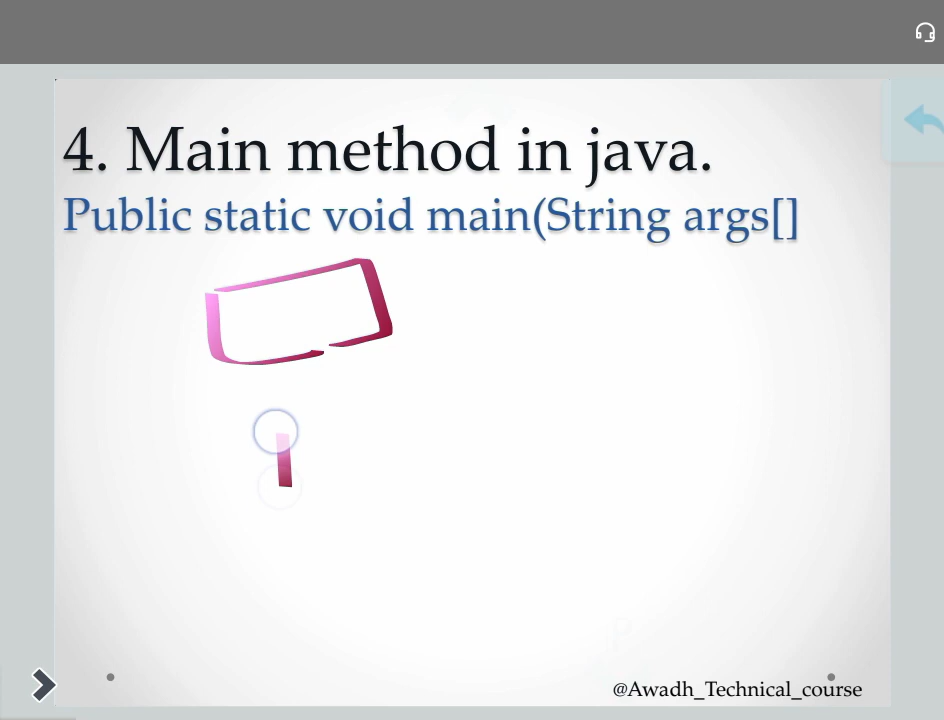 4. Main method in java.
Public static void main(String args[]
@Awadh_Technical_course